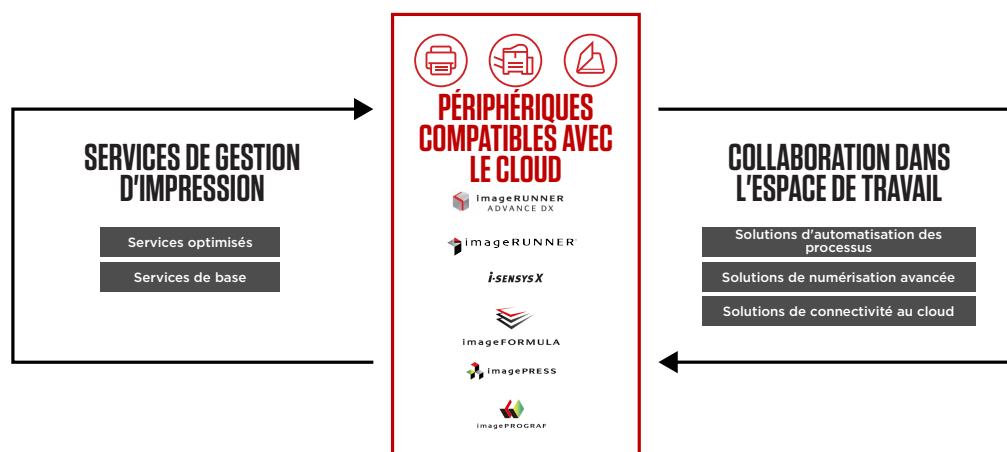 SERVICES DE GESTION
D'IMPRESSION
Services optimisés
Services de base
PÉRIPHÉRIQUES
COMPATIBLES AVEC
LE CLOUD
imageRUNNER
ADVANCE DX
imageRUNNER
i-SENSYS X
imageFORMULA
imagePRESS
imagePROGRAF
COLLABORATION DANS
L'ESPACE DE TRAVAIL
Solutions d'automatisation des
processus
Solutions de numérisation avancée
Solutions de connectivité au cloud